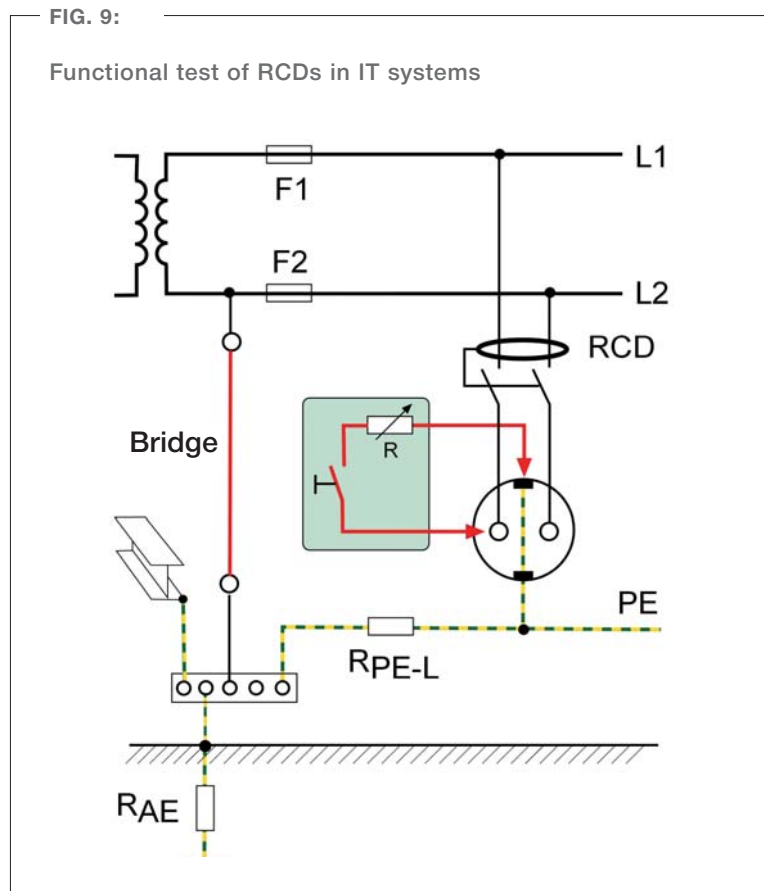 FIG. 9:
Functional test of RCDs in IT systems
L1
F1
F2
L2
RCD
R
Bridge
PE
RPE-L
RAE